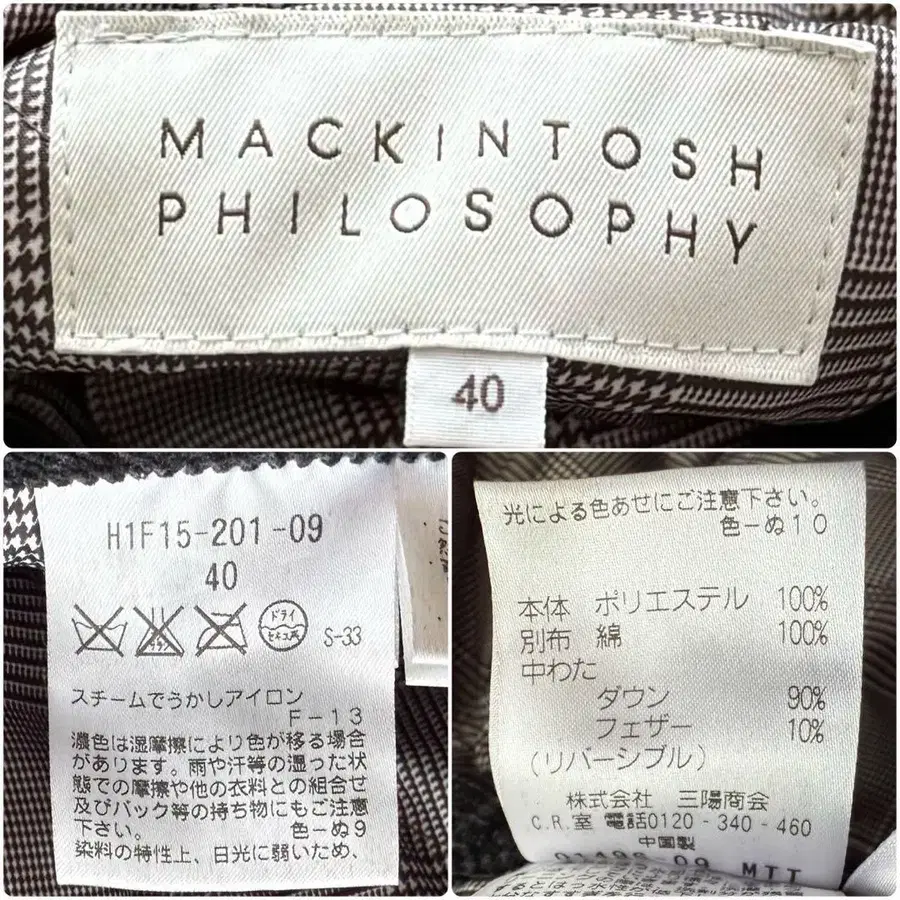 MACKINTOSH
PHILOSOPHY
40
H1F15-201-09
40
ドライ
セキユ系
S-33
スチームでうかしアイロン
F-13
濃色は湿摩擦により色が移る場合
があります。雨や汗等の湿った状
態での摩擦や他の衣料との組合せ
及びバック等の持ち物にもご注意
下さい。 色-ぬ9
染料の特性上、日光に弱いため、
光による色あせにご注意下さい。
色-ぬ10
本体 ポリエステル 100%
別布 綿 100%
中わた
ダウン 90%
フェザー 10%
(リバーシブル)
株式会社 三陽商会
C.R.室 電話0120-340-460
中国製
MTT